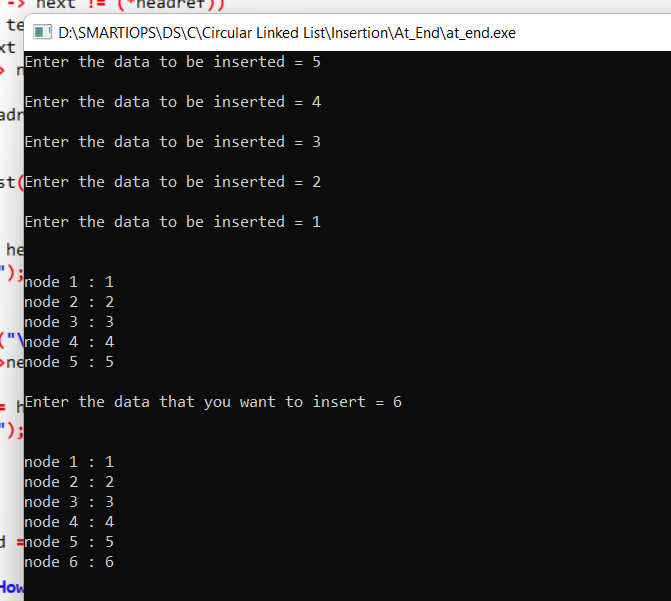 -> next != (*headref))
te
xt
> n
adr
st(
he
");
("\
>ne
= h
");
d =
How
D:\SMARTIOPS\DS\C\Circular Linked List\Insertion\At_End\at_end.exe
Enter the data to be inserted = 5
Enter the data to be inserted = 4
Enter the data to be inserted = 3
Enter the data to be inserted = 2
Enter the data to be inserted = 1
node 1 : 1
node 2 : 2
node 3 : 3
node 4 : 4
node 5 : 5
Enter the data that you want to insert = 6
node 1 : 1
node 2 : 2
node 3 : 3
node 4 : 4
node 5 : 5
node 6 : 6